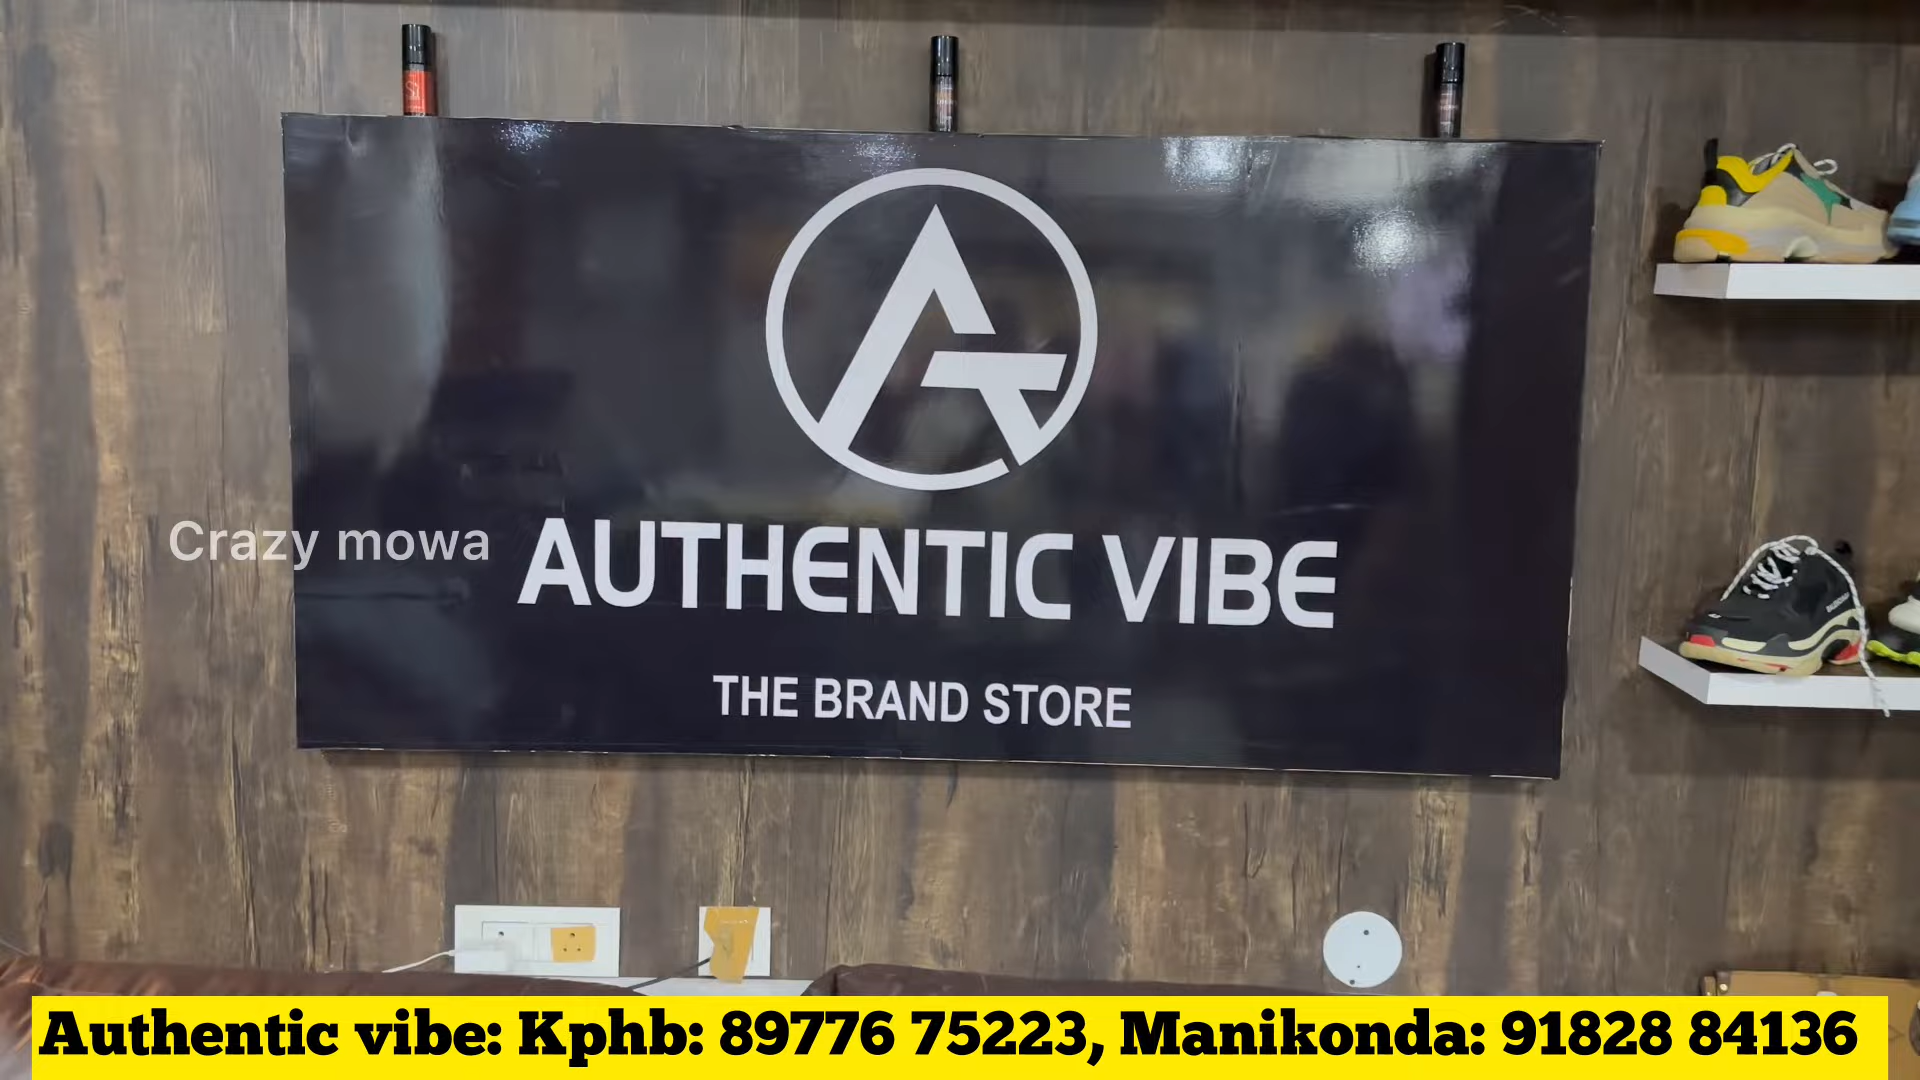 AUTHENTIC VIBE
THE BRAND STORE
Crazy mowa
Authentic vibe: Kphb: 89776 75223, Manikonda: 91828 84136